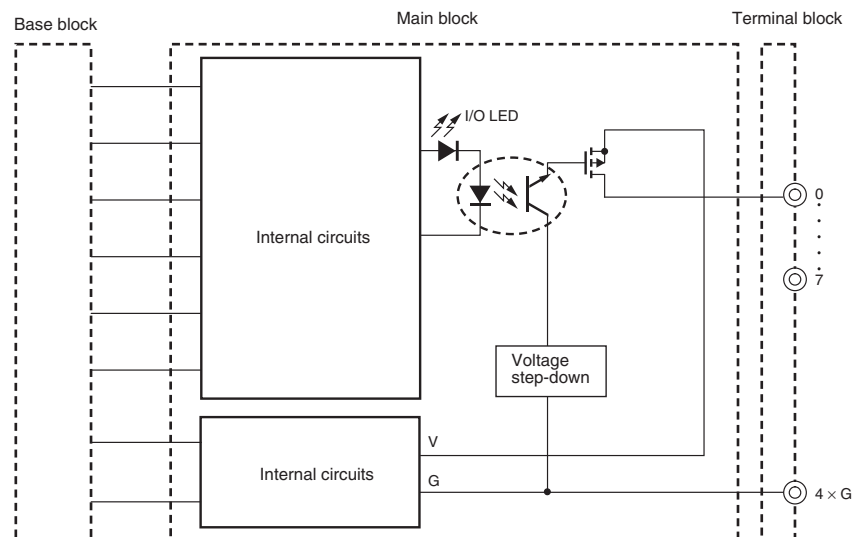 Base block
Main block
Terminal block
I/O LED
0
Internal circuits
7
Voltage
step-down
V
Internal circuits
G
4 × G